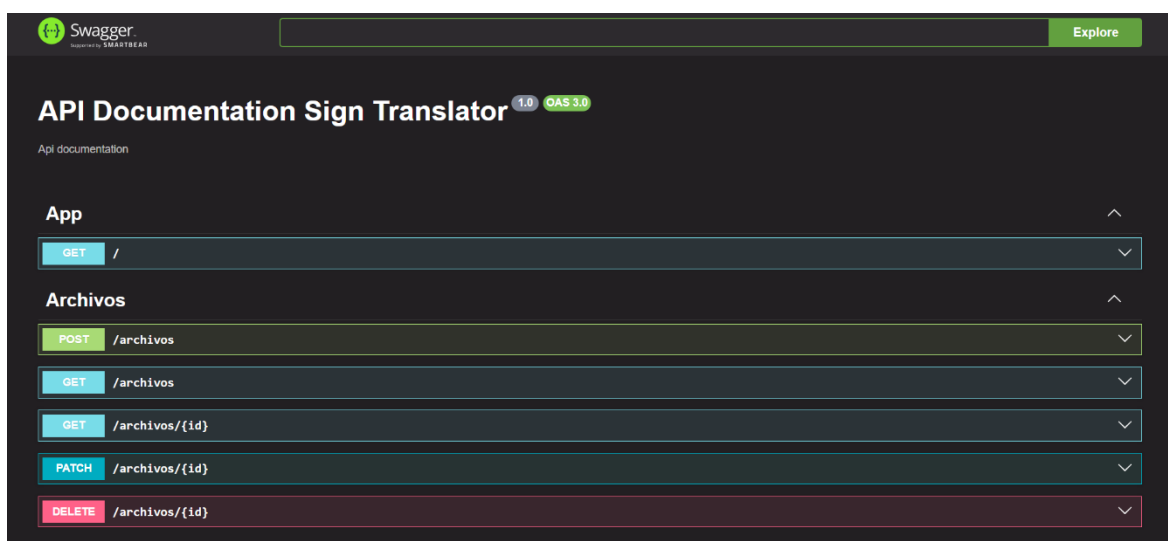 Swagger.
Supported by SMARTBEAR
Explore
API Documentation Sign Translator 1.0 OAS 3.0
Api documentation
App
GET /
Archivos
POST /archivos
GET /archivos
GET /archivos/{id}
PATCH /archivos/{id}
DELETE /archivos/{id}